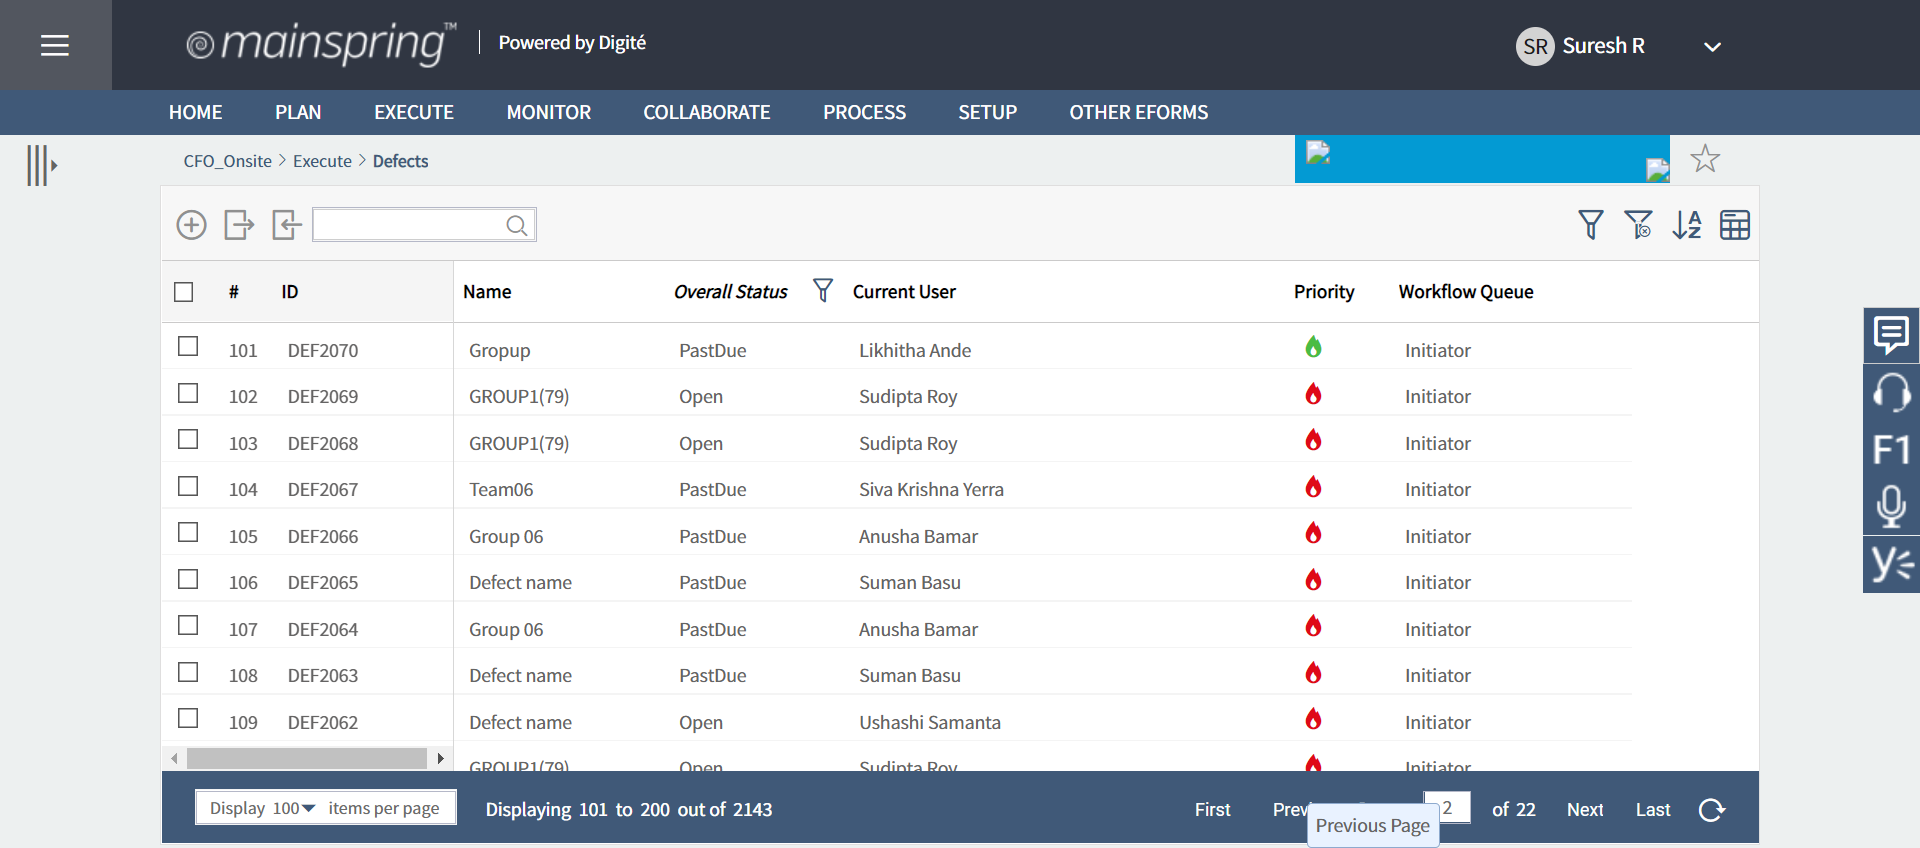 mainspring™ Powered by Digité
SR Suresh R
HOME PLAN EXECUTE MONITOR COLLABORATE PROCESS SETUP OTHER EFORMS
CFO_Onsite > Execute > Defects
# ID Name Overall Status Current User Priority Workflow Queue
101 DEF2070 Gropup PastDue Likhitha Ande Initiator
102 DEF2069 GROUP1(79) Open Sudipta Roy Initiator
103 DEF2068 GROUP1(79) Open Sudipta Roy Initiator
104 DEF2067 Team06 PastDue Siva Krishna Yerra Initiator
105 DEF2066 Group 06 PastDue Anusha Bamar Initiator
106 DEF2065 Defect name PastDue Suman Basu Initiator
107 DEF2064 Group 06 PastDue Anusha Bamar Initiator
108 DEF2063 Defect name PastDue Suman Basu Initiator
109 DEF2062 Defect name Open Ushashi Samanta Initiator
GROUP1(79) Open Sudipta Roy Initiator
F1
Display 100 items per page Displaying 101 to 200 out of 2143 First 2 of 22 Next Last
Previous Page